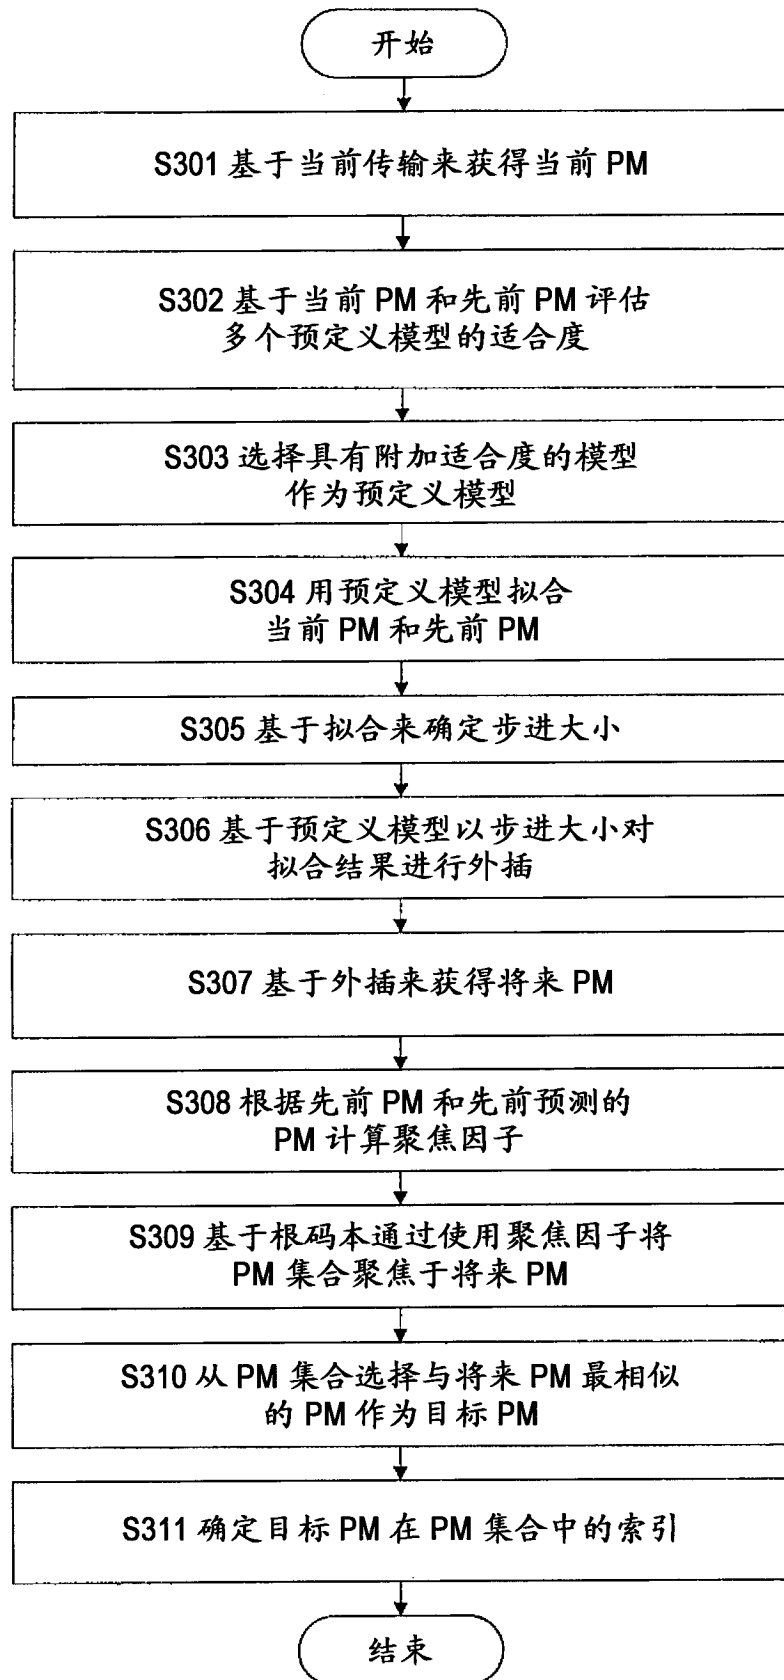 开始
S301 基于当前传输来获得当前 PM
S302 基于当前 PM 和先前 PM 评估
多个预定义模型的适合度
S303 选择具有附加适合度的模型
作为预定义模型
S304 用预定义模型拟合
当前 PM 和先前 PM
S305 基于拟合来确定步进大小
S306 基于预定义模型以步进大小对
拟合结果进行外插
S307 基于外插来获得将来 PM
S308 根据先前 PM 和先前预测的
PM 计算聚焦因子
S309 基于根码本通过使用聚焦因子将
PM 集合聚焦于将来 PM
S310 从 PM 集合选择与将来 PM 最相似
的 PM 作为目标 PM
S311 确定目标 PM 在 PM 集合中的索引
结束